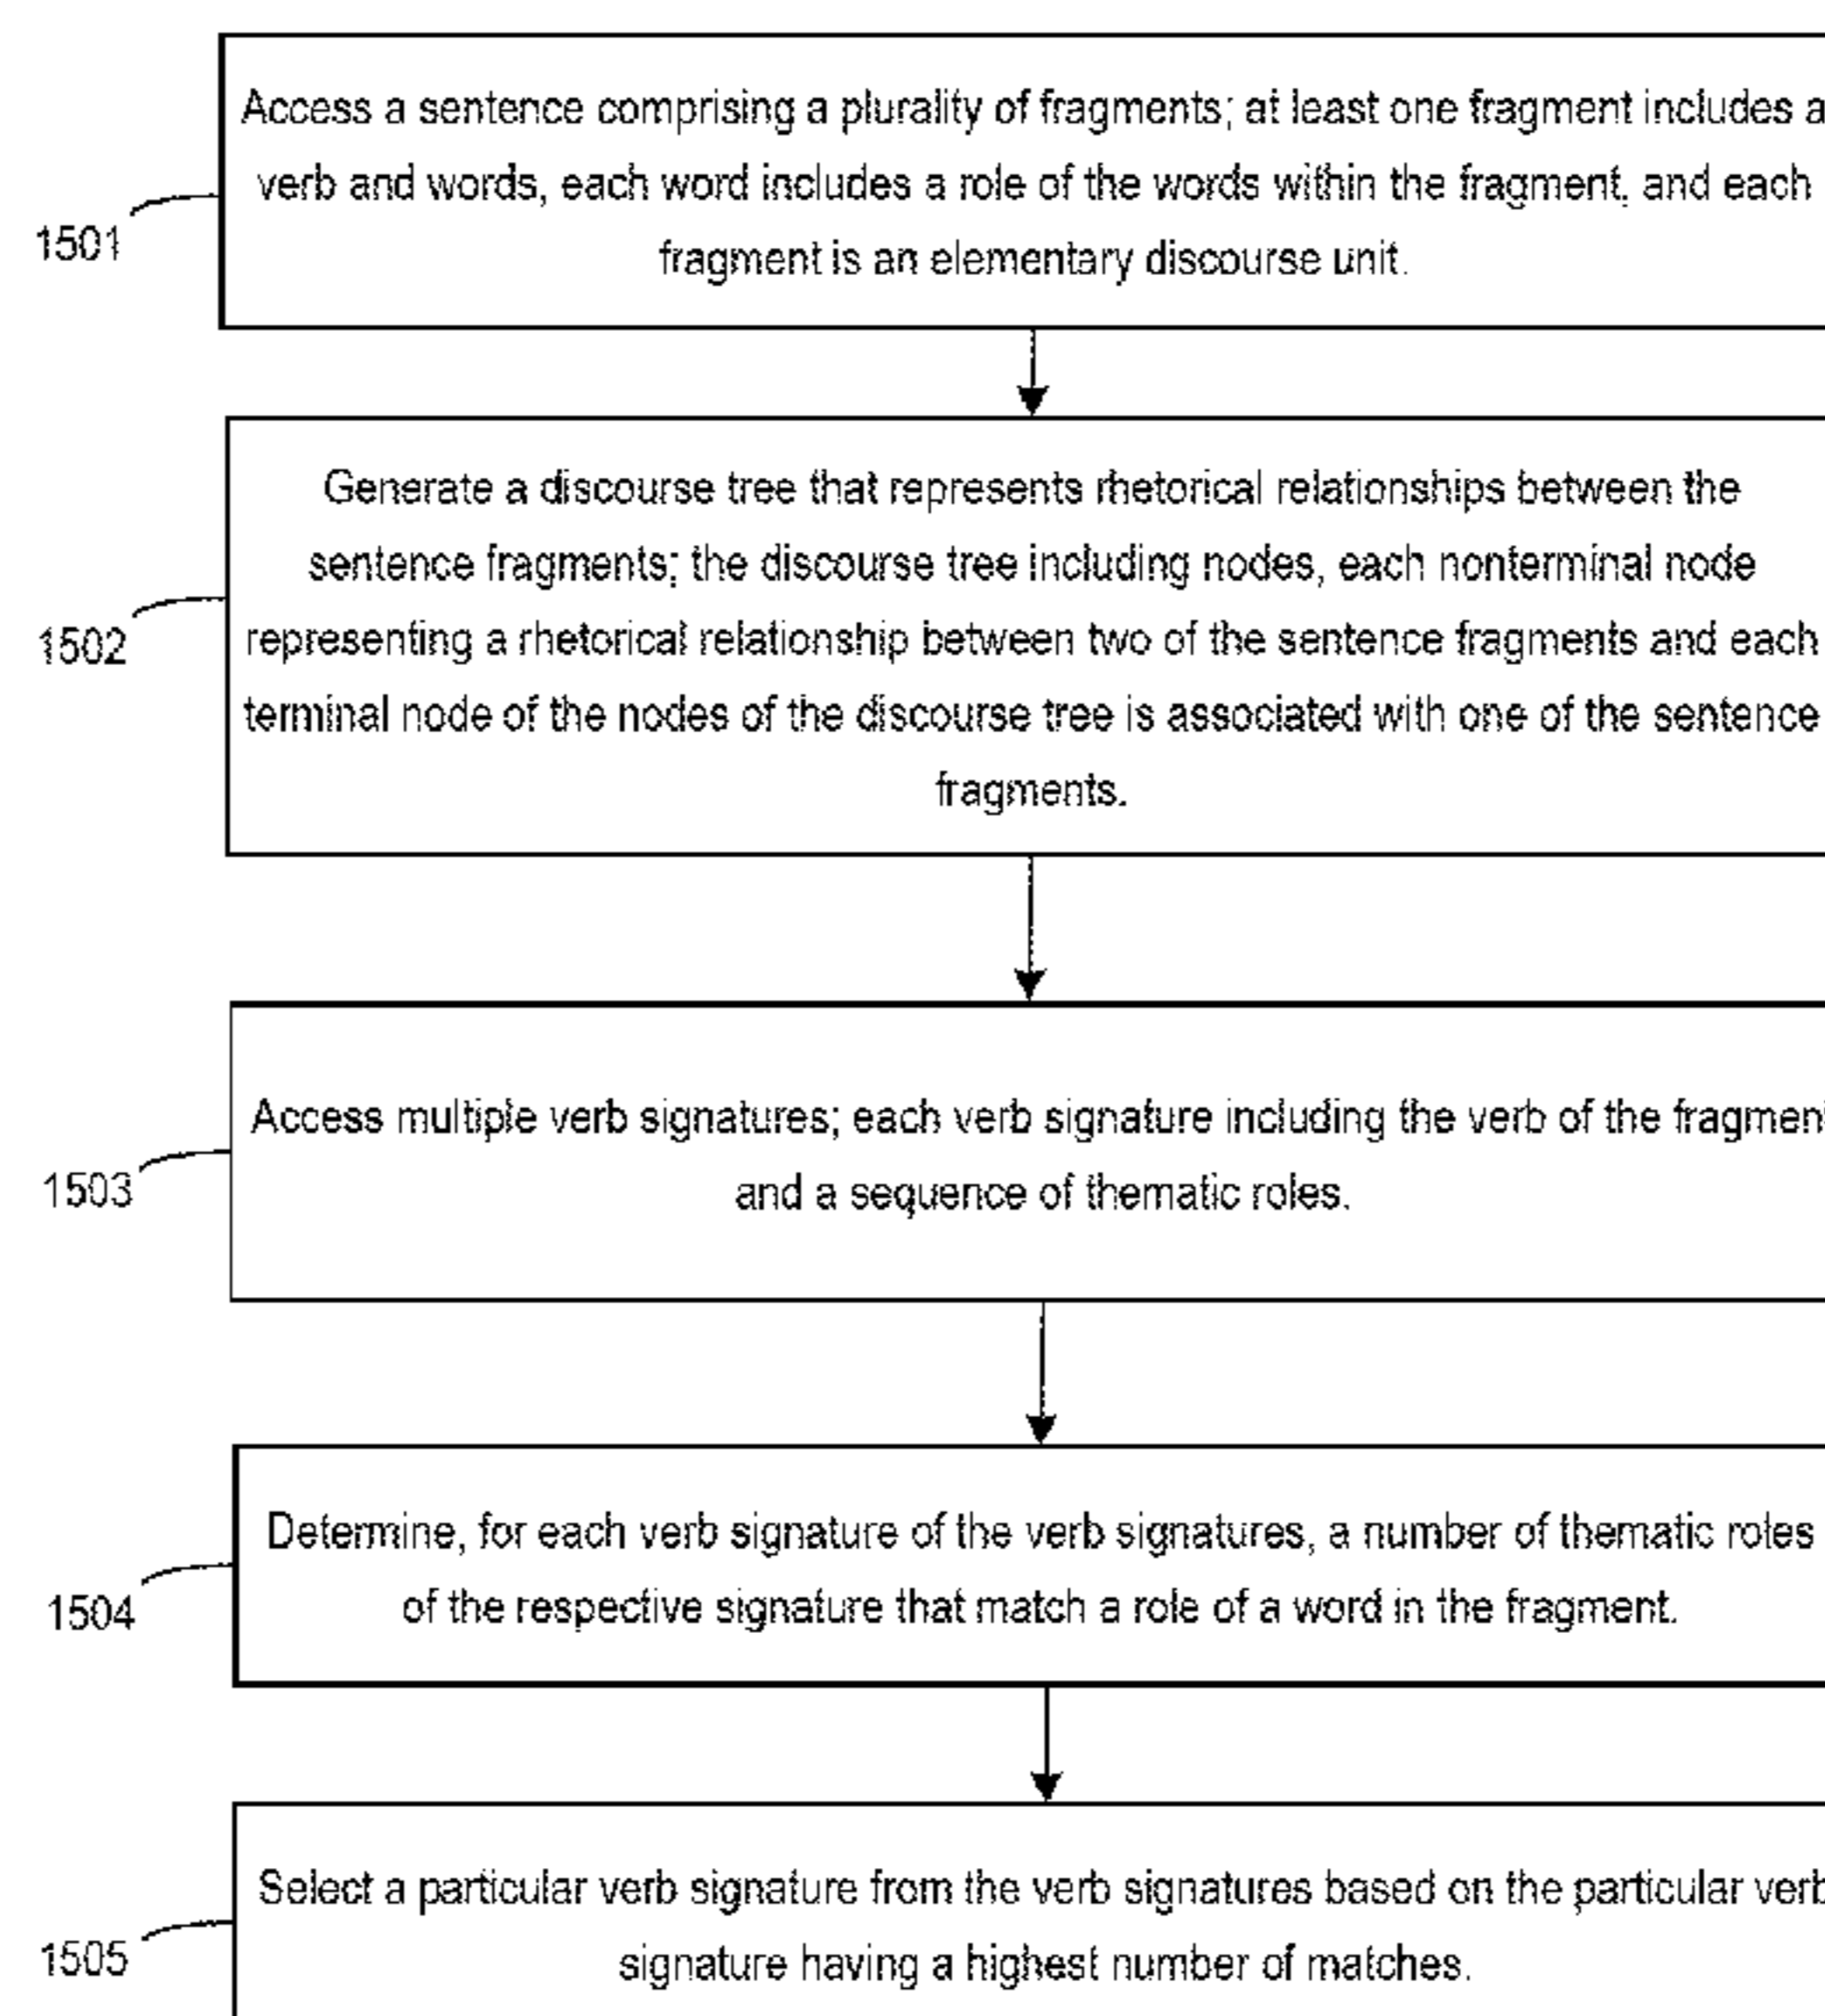 Access a sentence comprising a plurality of fragments; at least one fragment includes a
verb and words, each word includes a role of the words within the fragment, and each
fragment is an elementary discourse unit.
1501
Generate a discourse tree that represents rhetorical relationships between the
sentence fragments; the discourse tree including nodes, each nonterminal node
representing a rhetorical relationship between two of the sentence fragments and each
terminal node of the nodes of the discourse tree is associated with one of the sentence
fragments.
1502
Access multiple verb signatures; each verb signature including the verb of the fragment
and a sequence of thematic roles.
1503
Determine, for each verb signature of the verb signatures, a number of thematic roles
of the respective signature that match a role of a word in the fragment.
1504
Select a particular verb signature from the verb signatures based on the particular verb
signature having a highest number of matches.
1505